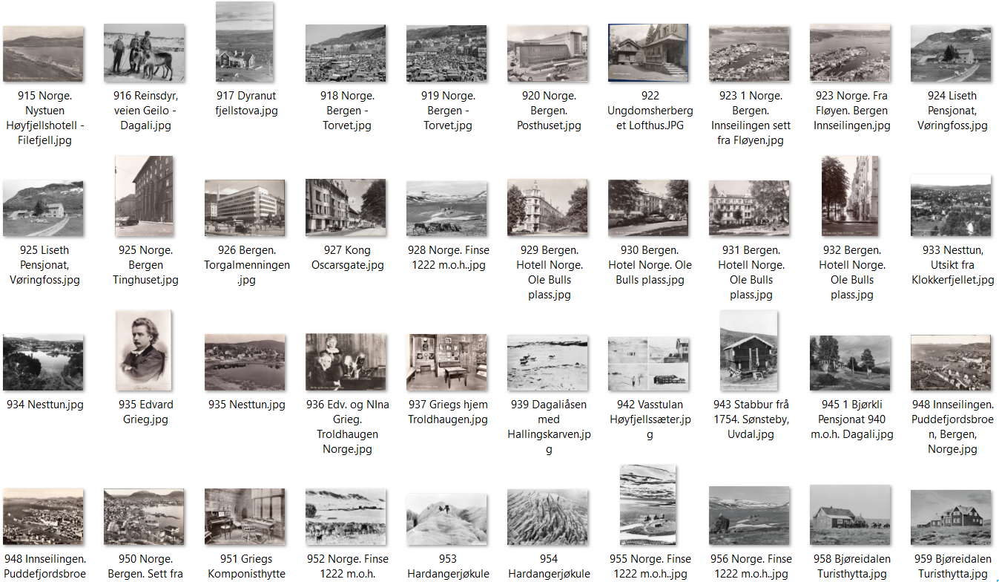 915 Norge.
Nystuen
Høyfjellshotell -
Filefjell.jpg
916 Reinsdyr,
veien Geilo -
Dagali.jpg
917 Dyranut
fjellstova.jpg
918 Norge.
Bergen -
Torvet.jpg
919 Norge.
Bergen -
Torvet.jpg
920 Norge.
Bergen.
Posthuset.jpg
922
Ungdomsherberg
et Lofthus.JPG
923 1 Norge.
Bergen.
Innseilingen sett
fra Fløyen.jpg
923 Norge. Fra
Fløyen. Bergen
Innseilingen.jpg
924 Liseth
Pensjonat,
Vøringfoss.jpg
925 Liseth
Pensjonat,
Vøringfoss.jpg
925 Norge.
Bergen
Tinghuset.jpg
926 Bergen.
Torgalmenningen
.jpg
927 Kong
Oscarsgate.jpg
928 Norge. Finse
1222 m.o.h..jpg
929 Bergen.
Hotell Norge.
Ole Bulls
plass.jpg
930 Bergen.
Hotel Norge. Ole
Bulls plass.jpg
931 Bergen.
Hotell Norge.
Ole Bulls
plass.jpg
932 Bergen.
Hotell Norge.
Ole Bulls
plass.jpg
933 Nesttun,
Utsikt fra
Klokkerfjellet.jpg
934 Nesttun.jpg
935 Edvard
Grieg.jpg
935 Nesttun.jpg
936 Edv. og NIna
Grieg.
Troldhaugen
Norge.jpg
937 Griegs hjem
Troldhaugen.jpg
939 Dagaliåsen
med
Hallingskarven.jp
g
942 Vasstulan
Høyfjellssæter.jp
g
943 Stabbur frå
1754. Sønsteby,
Uvdal.jpg
945 1 Bjørkli
Pensjonat 940
m.o.h. Dagali.jpg
948 Innseilingen.
Puddefjordsbroe
n, Bergen,
Norge.jpg
948 Innseilingen.
Puddefjordsbroe
950 Norge.
Bergen. Sett fra
951 Griegs
Komponisthytte
952 Norge. Finse
1222 m.o.h.
953
Hardangerjøkule
954
Hardangerjøkule
955 Norge. Finse
1222 m.o.h..jpg
956 Norge. Finse
1222 m.o.h..jpg
958 Bjøreidalen
Turisthytta.jpg
959 Bjøreidalen
Turisthytta.jpg